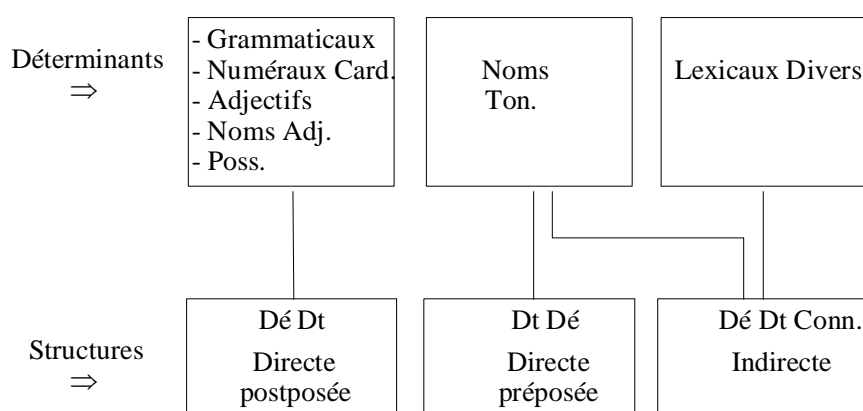 Déterminants
⇒
- Grammaticaux
- Numéraux Card.
- Adjectifs
- Noms Adj.
- Poss.
Noms
Ton.
Lexicaux Divers
Structures
⇒
Dé Dt
Directe
postposée
Dt Dé
Directe
préposée
Dé Dt Conn.
Indirecte